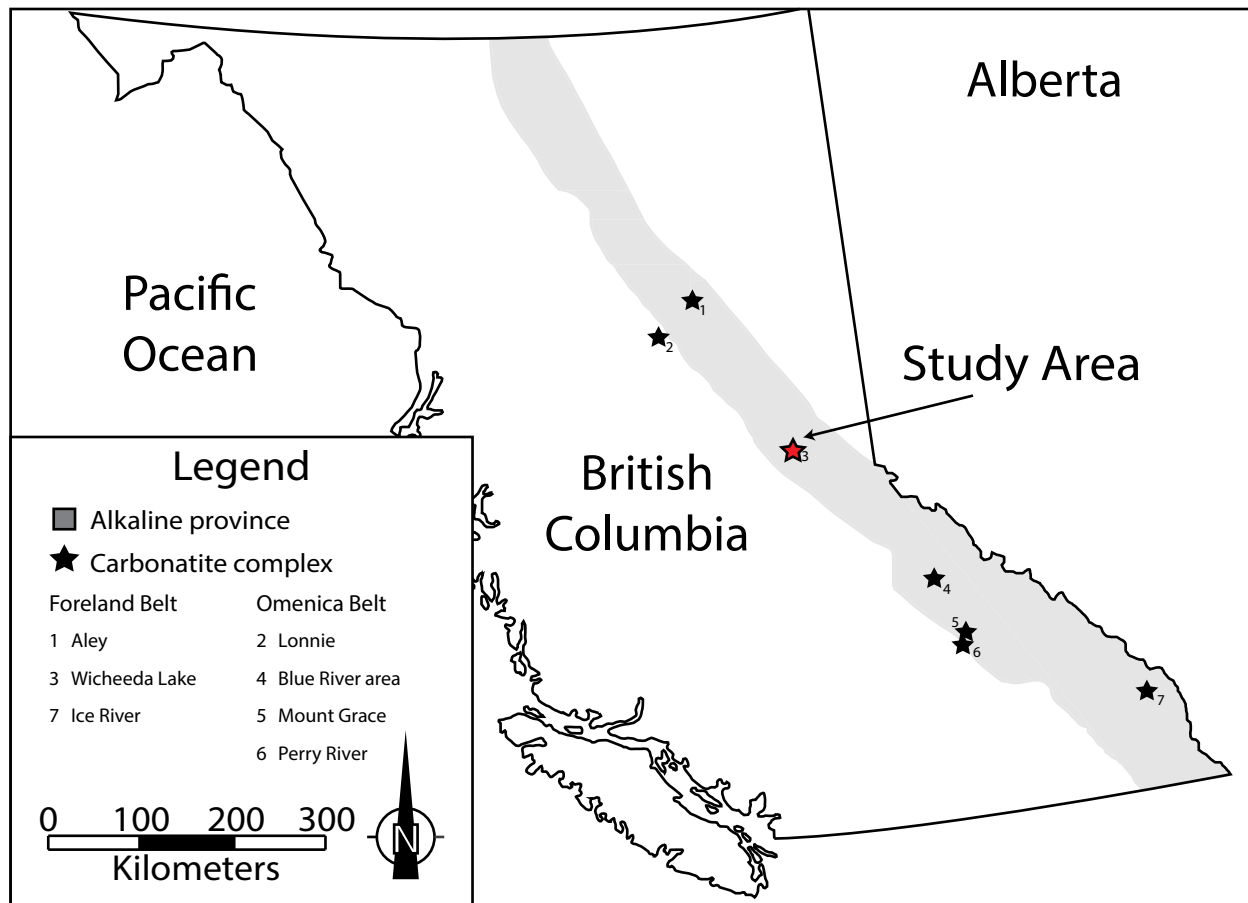 Alberta
Pacific
Ocean
1
2
Study Area
3
British
Columbia
4
5
6
7
Legend
Alkaline province
Carbonatite complex
Foreland Belt Omenica Belt
1 Aley 2 Lonnie
3 Wicheeda Lake 4 Blue River area
7 Ice River 5 Mount Grace
6 Perry River
0 100 200 300
Kilometers
N